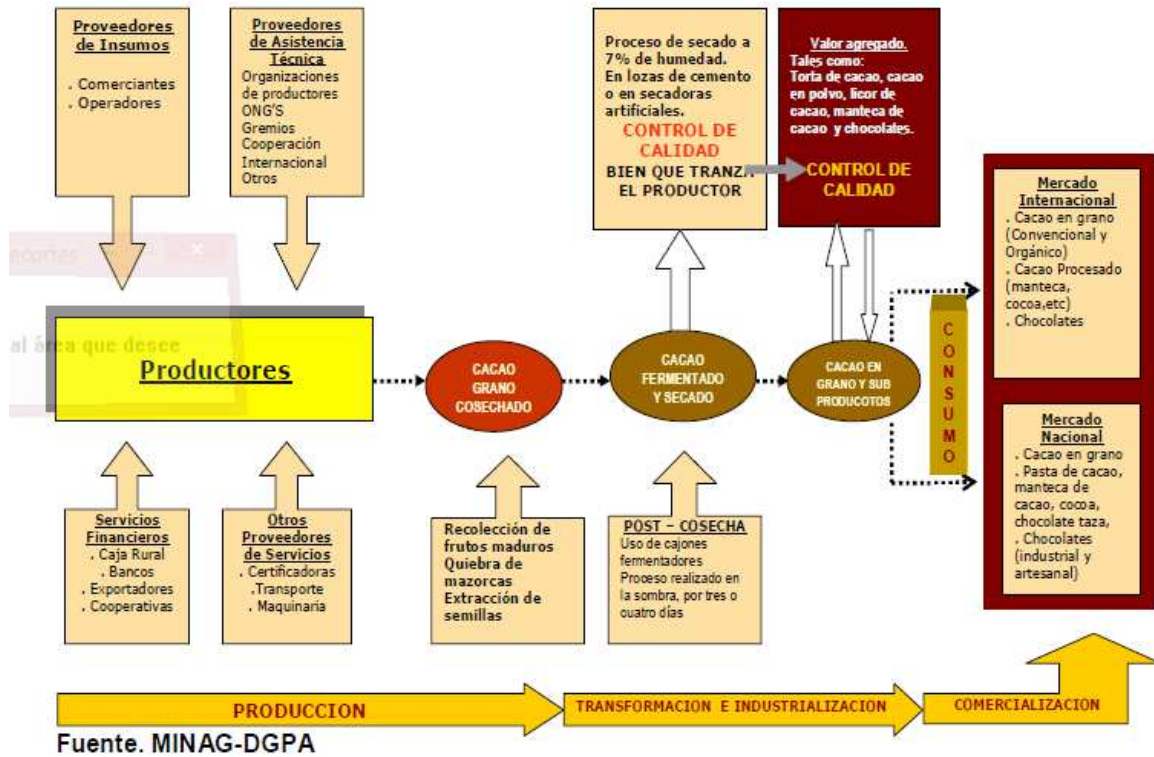 Proveedores
de Insumos
. Comerciantes
. Operadores
Proveedores
de Asistencia
Técnica
Organizaciones
de productores
ONG'S
Gremios
Cooperación
Internacional
Otros
Proceso de secado a
7% de humedad.
En lozas de cemento
o en secadoras
artificiales.
CONTROL DE
CALIDAD
BIEN QUE TRANZA
EL PRODUCTOR
Valor agregado.
Tales como:
Torta de cacao, cacao
en polvo, licor de
cacao, manteca de
cacao y chocolates.
CONTROL DE
CALIDAD
al área que desee
Productores
CACAO
GRANO
COSECHADO
CACAO
FERMENTADO
Y SECADO
CACAO EN
GRANO Y SUB
PRODUCOTOS
CONSUMO
Mercado
Internacional
. Cacao en grano
(Convencional y
Orgánico)
. Cacao Procesado
(manteca,
cocoa,etc)
. Chocolates
Mercado
Nacional
. Cacao en grano
. Pasta de cacao,
manteca de
cacao, cocoa,
chocolate taza,
. Chocolates
(industrial y
artesanal)
Servicios
Financieros
. Caja Rural
. Bancos
. Exportadores
. Cooperativas
Otros
Proveedores
de Servicios
. Certificadoras
.Transporte
. Maquinaria
Recolección de
frutos maduros
Quiebra de
mazorcas
Extracción de
semillas
POST – COSECHA
Uso de cajones
fermentadores
Proceso realizado en
la sombra, por tres o
cuatro días
PRODUCCION
TRANSFORMACION E INDUSTRIALIZACION
COMERCIALIZACION
Fuente. MINAG-DGPA